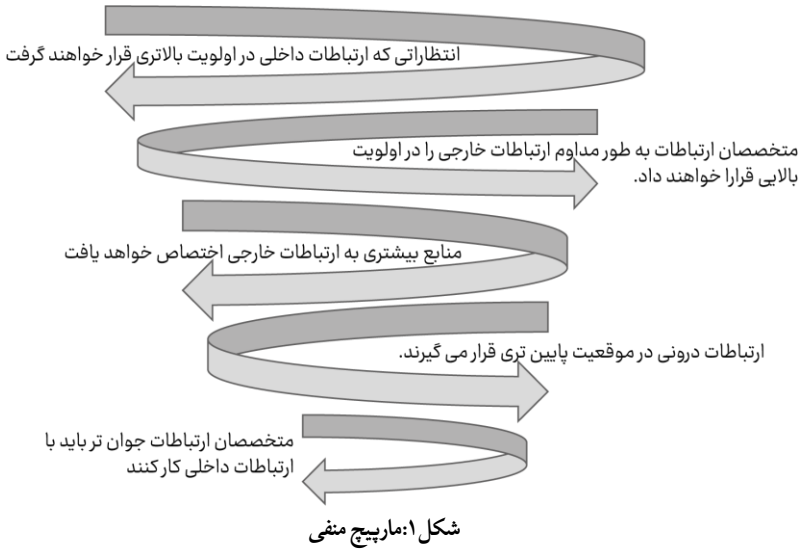 انتظاراتی که ارتباطات داخلی در اولویت بالاتری قرار خواهند گرفت
متخصصان ارتباطات به طور مداوم ارتباطات خارجی را در اولویت
بالایی قرارا خواهند داد.
منابع بیشتری به ارتباطات خارجی اختصاص خواهد یافت
ارتباطات درونی در موقعیت پایین تری قرار می گیرند.
متخصصان ارتباطات جوان تر باید با
ارتباطات داخلی کار کنند
شکل۱:مارپیچ منفی